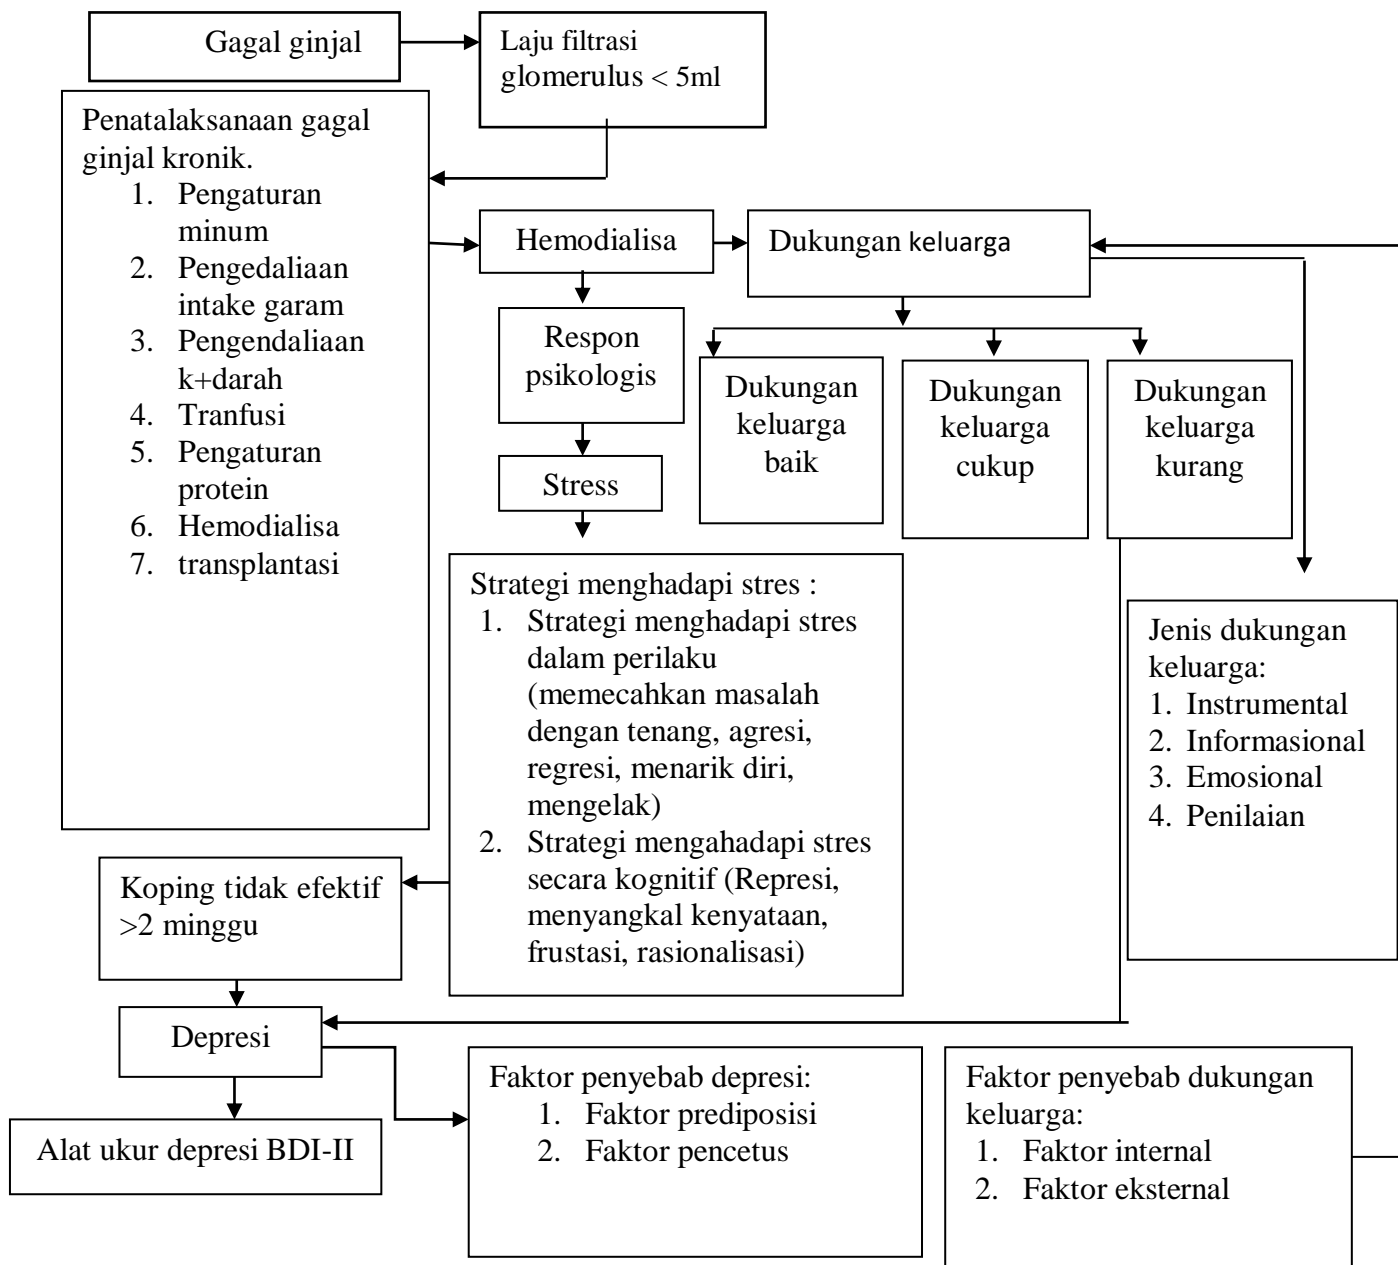 Gagal ginjal
Laju filtrasi
glomerulus < 5ml
Penatalaksanaan gagal
ginjal kronik.
1. Pengaturan
minum
2. Pengedaliaan
intake garam
3. Pengendaliaan
k+darah
4. Tranfusi
5. Pengaturan
protein
6. Hemodialisa
7. transplantasi
Hemodialisa
Dukungan keluarga
Respon
psikologis
Dukungan
keluarga
baik
Dukungan
keluarga
cukup
Dukungan
keluarga
kurang
Stress
Strategi menghadapi stres :
1. Strategi menghadapi stres
dalam perilaku
(memecahkan masalah
dengan tenang, agresi,
regresi, menarik diri,
mengelak)
2. Strategi mengahadapi stres
secara kognitif (Represi,
menyangkal kenyataan,
frustasi, rasionalisasi)
Jenis dukungan
keluarga:
1. Instrumental
2. Informasional
3. Emosional
4. Penilaian
Koping tidak efektif
>2 minggu
Depresi
Alat ukur depresi BDI-II
Faktor penyebab depresi:
1. Faktor prediposisi
2. Faktor pencetus
Faktor penyebab dukungan
keluarga:
1. Faktor internal
2. Faktor eksternal